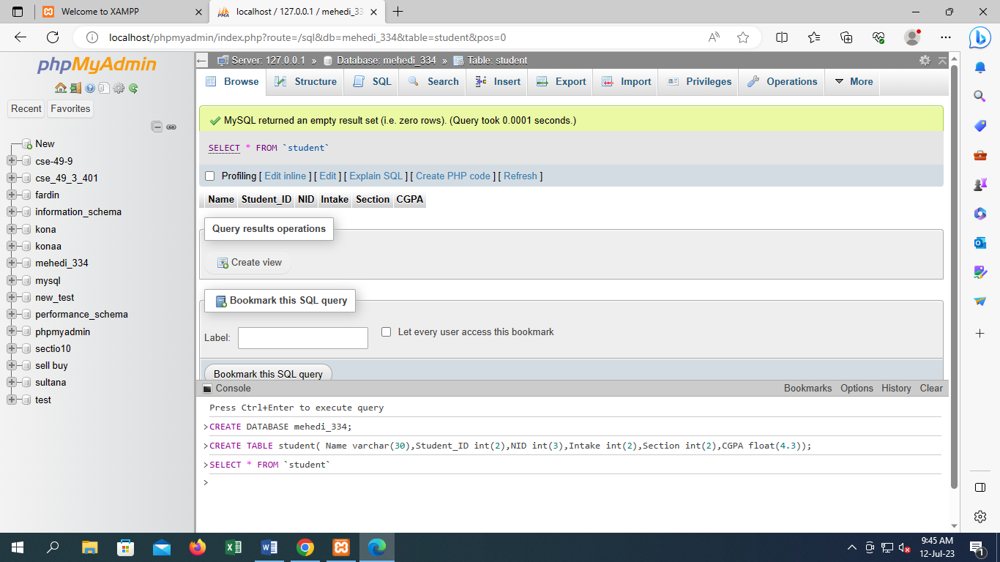 Welcome to XAMPP
localhost / 127.0.0.1 / mehedi_33
localhost/phpmyadmin/index.php?route=/sql&db=mehedi_334&table=student&pos=0
phpMyAdmin
Recent
Favorites
New
cse-49-9
cse_49_3_401
fardin
information_schema
kona
konaa
mehedi_334
mysql
new_test
performance_schema
phpmyadmin
sectio10
sell buy
sultana
test
Server: 127.0.0.1 » Database: mehedi_334 » Table: student
Browse Structure SQL Search Insert Export Import Privileges Operations More
MySQL returned an empty result set (i.e. zero rows). (Query took 0.0001 seconds.)
SELECT * FROM `student`
Profiling [ Edit inline ] [ Edit ] [ Explain SQL ] [ Create PHP code ] [ Refresh ]
Name Student_ID NID Intake Section CGPA
Query results operations
Create view
Bookmark this SQL query
Label:
Let every user access this bookmark
Bookmark this SQL query
Console
Bookmarks Options History Clear
Press Ctrl+Enter to execute query
>CREATE DATABASE mehedi_334;
>CREATE TABLE student( Name varchar(30),Student_ID int(2),NID int(3),Intake int(2),Section int(2),CGPA float(4.3));
>SELECT * FROM `student`
>
9:45 AM
12-Jul-23
1